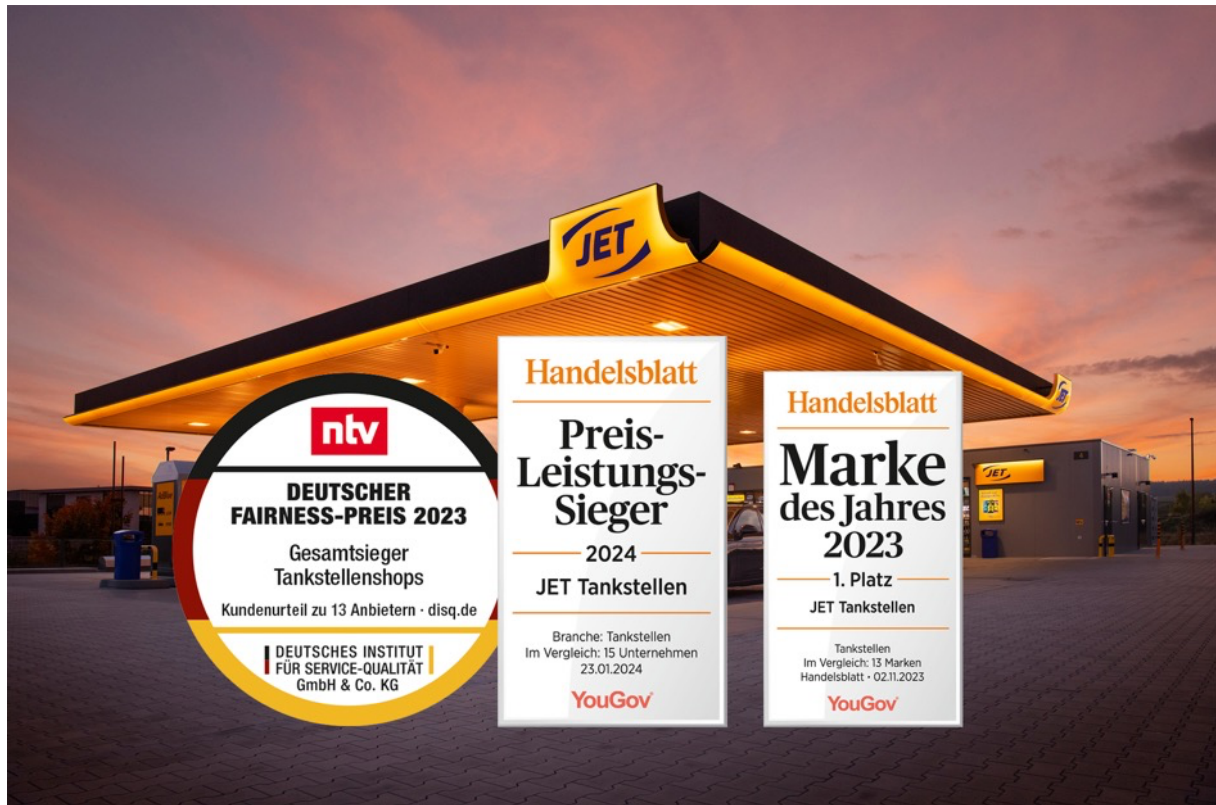 JET
JET
ntv
DEUTSCHER
FAIRNESS-PREIS 2023
Gesamtsieger
Tankstellenshops
Kundenurteil zu 13 Anbietern · disq.de
DEUTSCHES INSTITUT
FÜR SERVICE-QUALITÄT
GmbH & Co. KG
Handelsblatt
Preis-
Leistungs-
Sieger
2024
JET Tankstellen
Branche: Tankstellen
Im Vergleich: 15 Unternehmen
23.01.2024
YouGov
Handelsblatt
Marke
des Jahres
2023
1. Platz
JET Tankstellen
Tankstellen
Im Vergleich: 13 Marken
Handelsblatt · 02.11.2023
YouGov